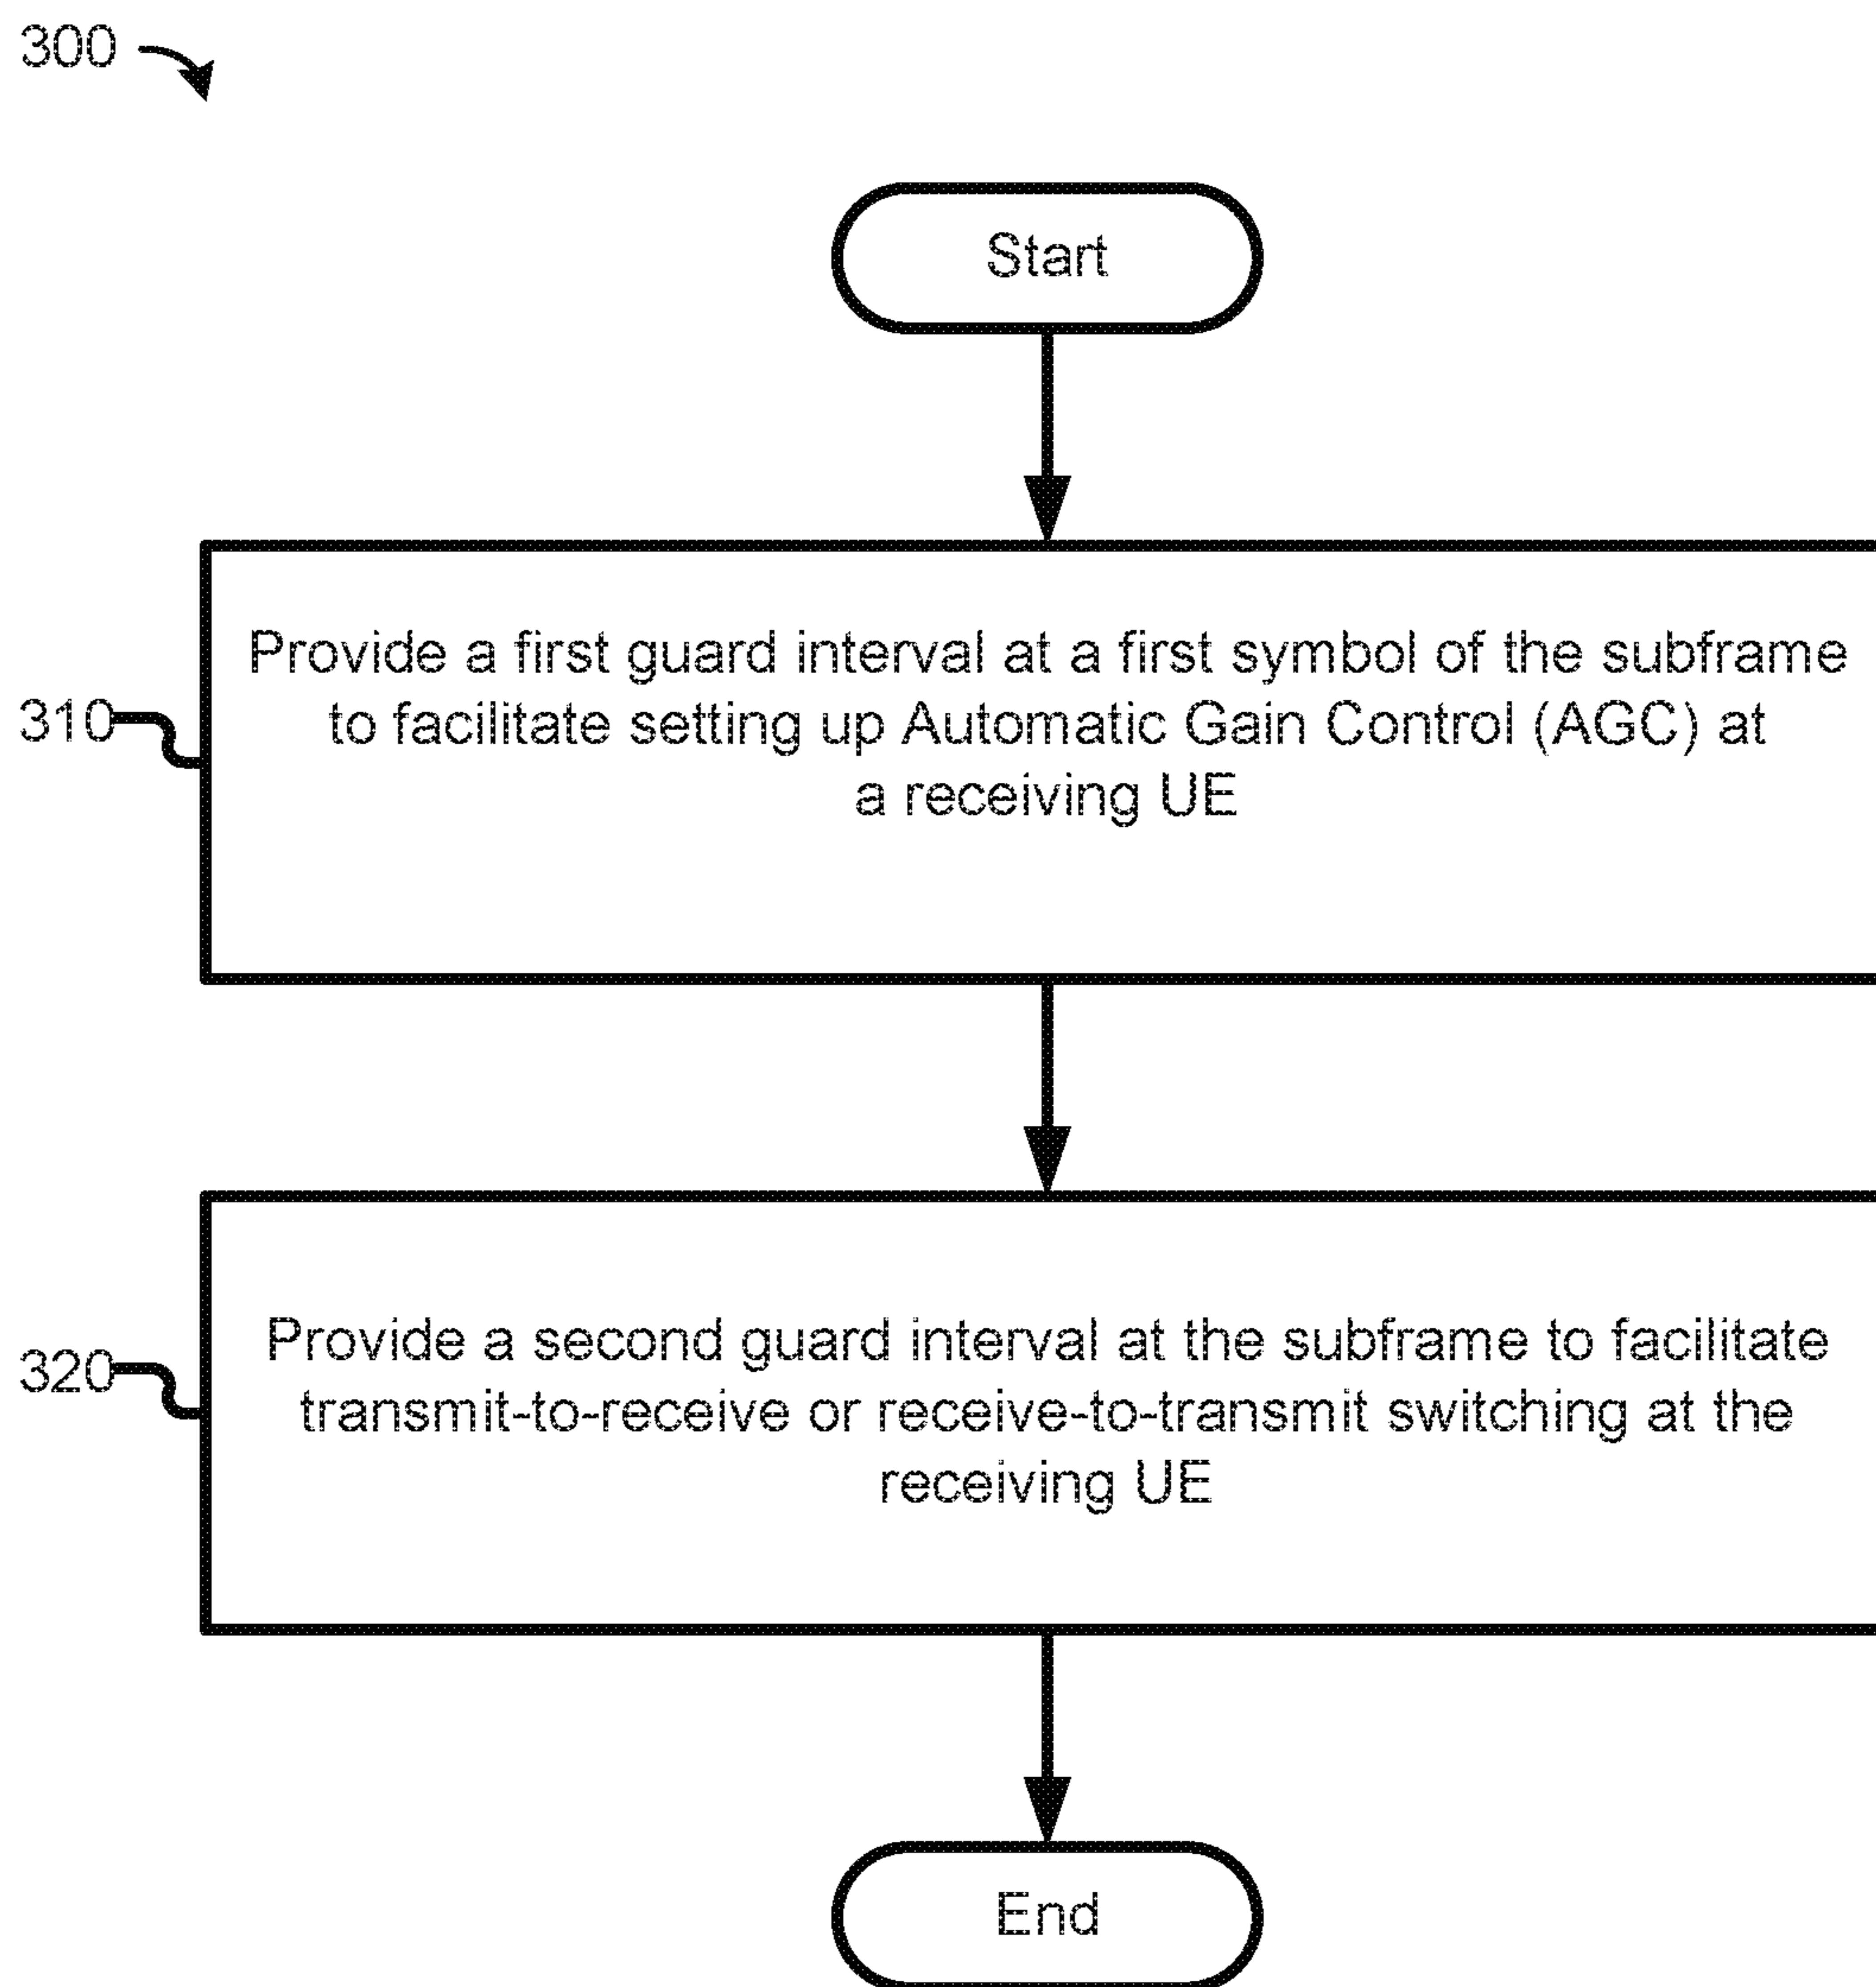 300
Start
310
Provide a first guard interval at a first symbol of the subframe
to facilitate setting up Automatic Gain Control (AGC) at
a receiving UE
320
Provide a second guard interval at the subframe to facilitate
transmit-to-receive or receive-to-transmit switching at the
receiving UE
End